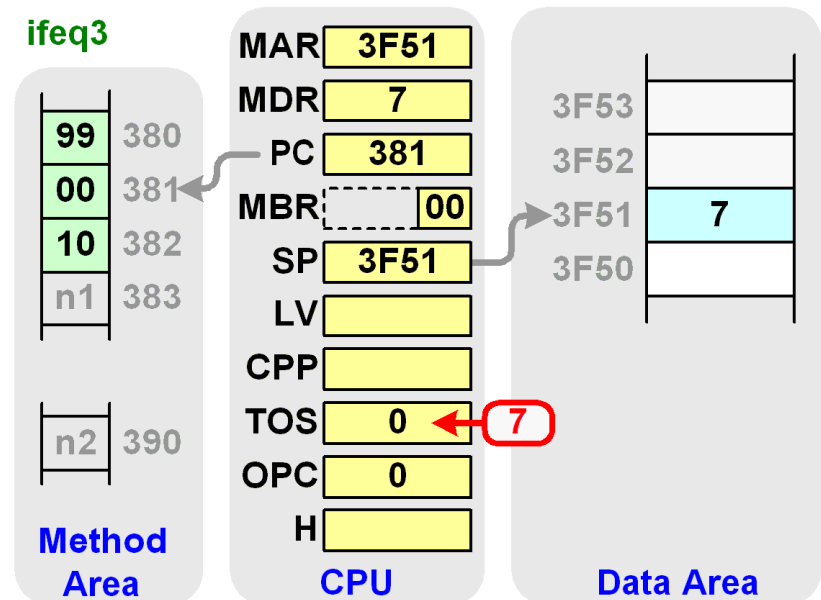 ifeq3
99 380
00 381
10 382
n1 383
n2 390
Method
Area
MAR 3F51
MDR 7
PC 381
MBR 00
SP 3F51
LV
CPP
TOS 0 7
OPC 0
H
CPU
3F53
3F52
3F51 7
3F50
Data Area